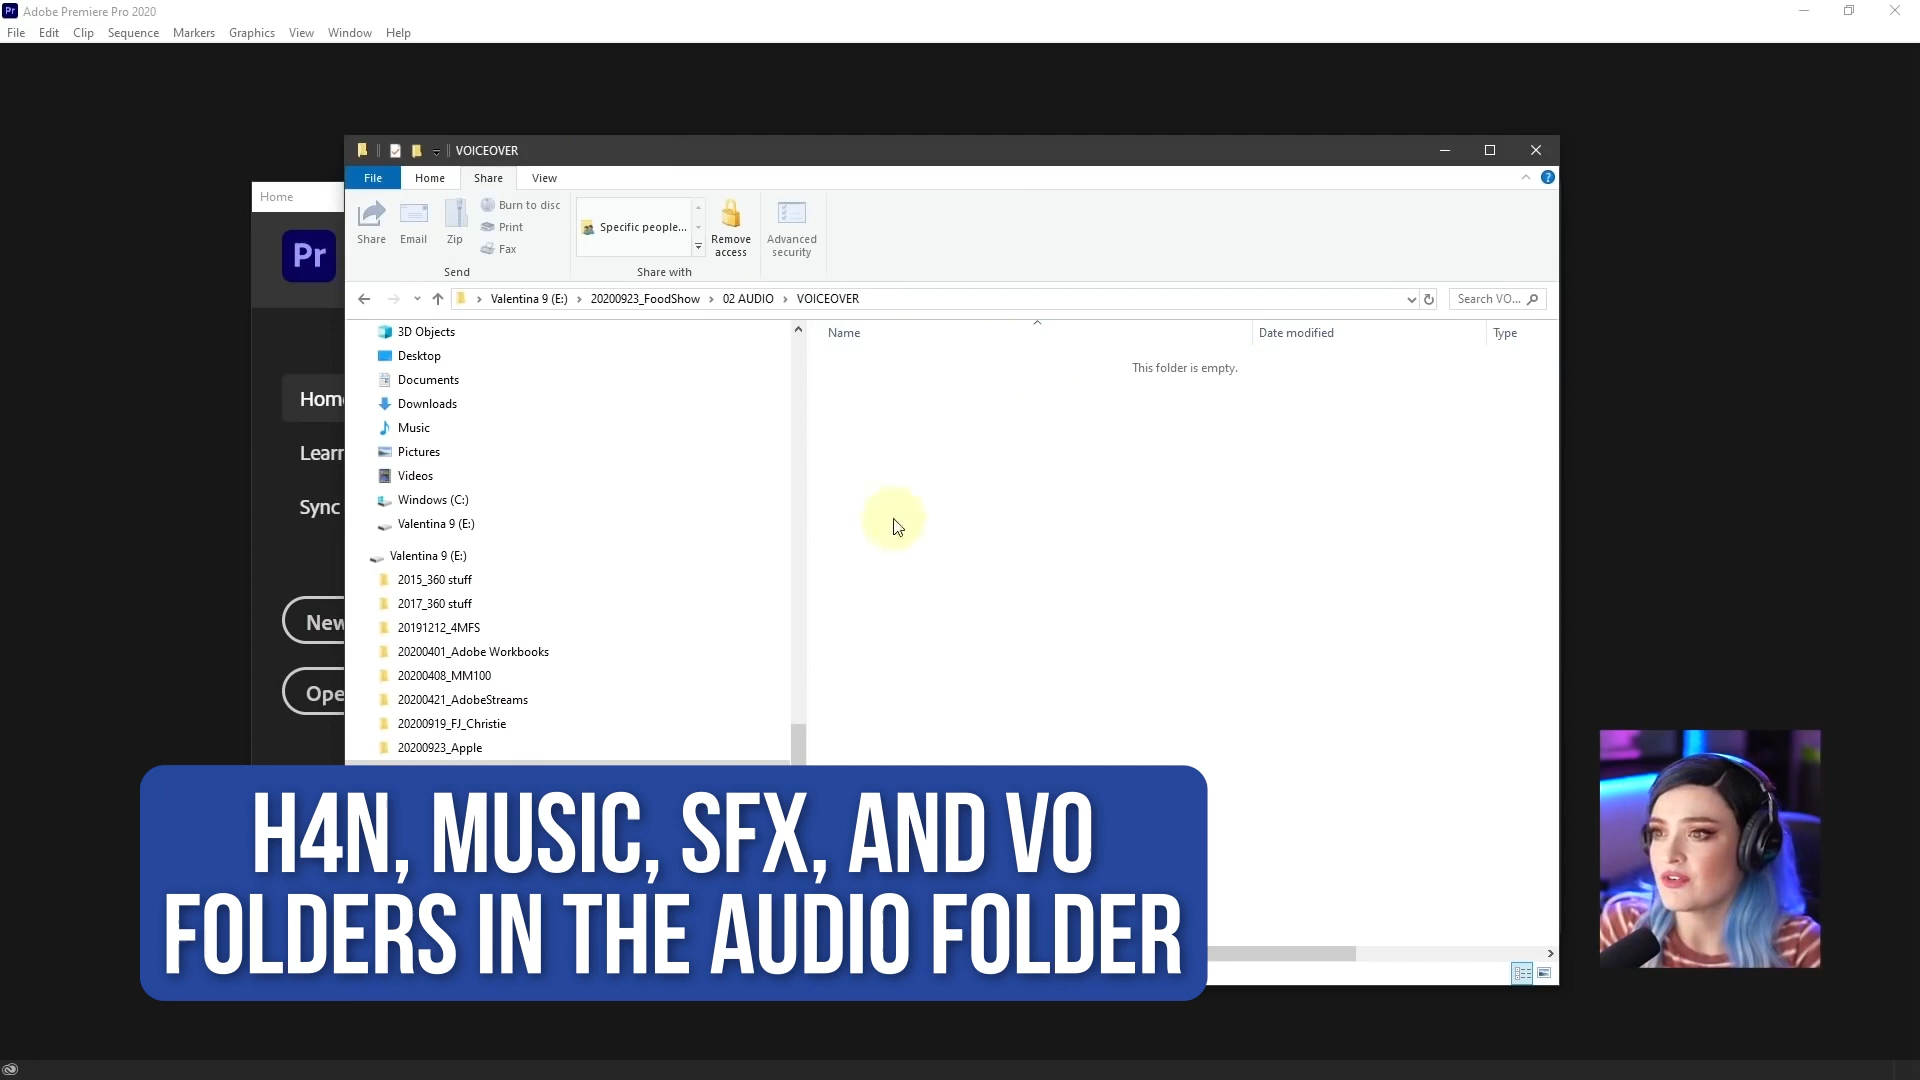 Pr Adobe Premiere Pro 2020
File Edit Clip Sequence Markers Graphics View Window Help
VOICEOVER
File Home Share View
Home
Pr
Share
Email
Zip
Burn to disc
Print
Fax
Send
Specific people...
Share with
Remove
access
Advanced
security
Valentina 9 (E:) > 20200923_FoodShow > 02 AUDIO > VOICEOVER
Search VO...
3D Objects
Desktop
Documents
Downloads
Music
Pictures
Videos
Windows (C:)
Valentina 9 (E:)
Valentina 9 (E:)
2015_360 stuff
2017_360 stuff
20191212_4MFS
20200401_Adobe Workbooks
20200408_MM100
20200421_AdobeStreams
20200919_FJ_Christie
20200923_Apple
Name Date modified Type
This folder is empty.
Home
Learn
Sync
New
Ope
H4N, MUSIC, SFX, AND VO
FOLDERS IN THE AUDIO FOLDER